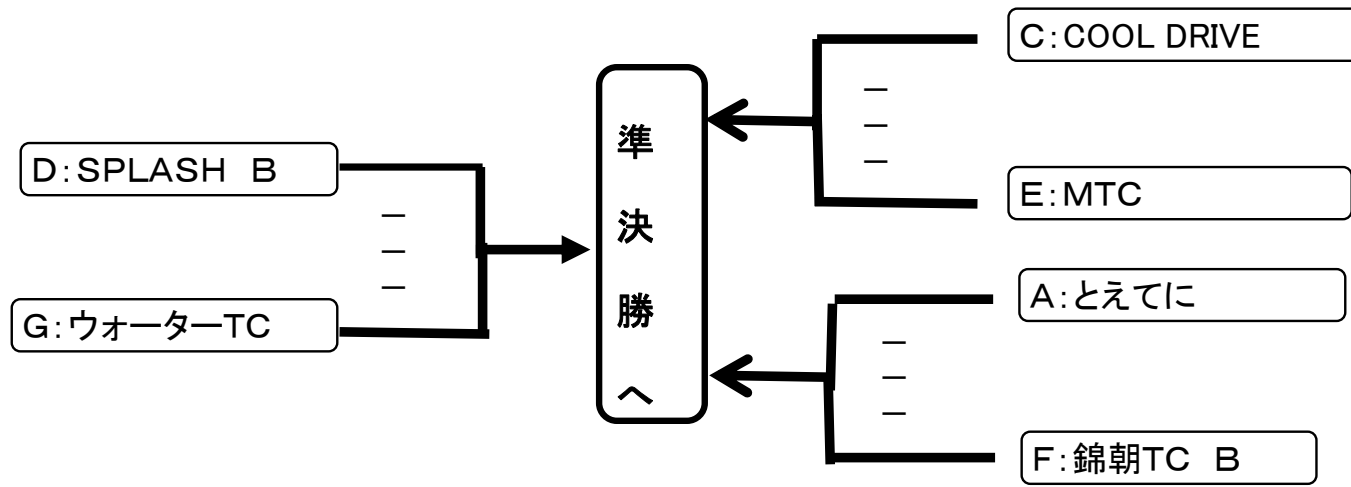 D:SPLASH B
－
－
－
G:ウォーターTC
準
決
勝
へ
C:COOL DRIVE
－
－
－
E:MTC
A:とえてに
－
－
－
F:錦朝TC B